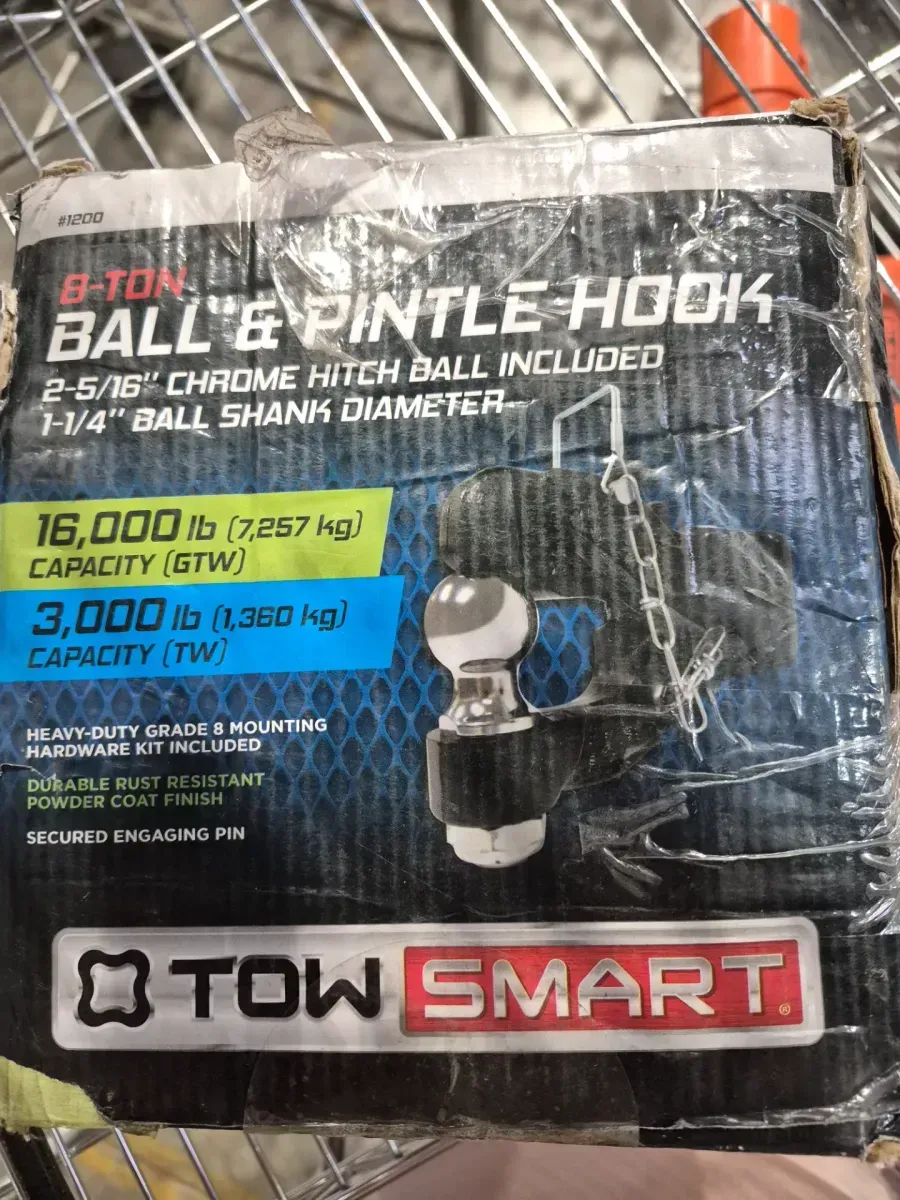 #1200
8-TON
BALL & PINTLE HOOK
2-5/16" CHROME HITCH BALL INCLUDED
1-1/4" BALL SHANK DIAMETER
16,000 lb (7,257 kg)
CAPACITY (GTW)
3,000 lb (1,360 kg)
CAPACITY (TW)
HEAVY-DUTY GRADE 8 MOUNTING
HARDWARE KIT INCLUDED
DURABLE RUST RESISTANT
POWDER COAT FINISH
SECURED ENGAGING PIN
TOW SMART®